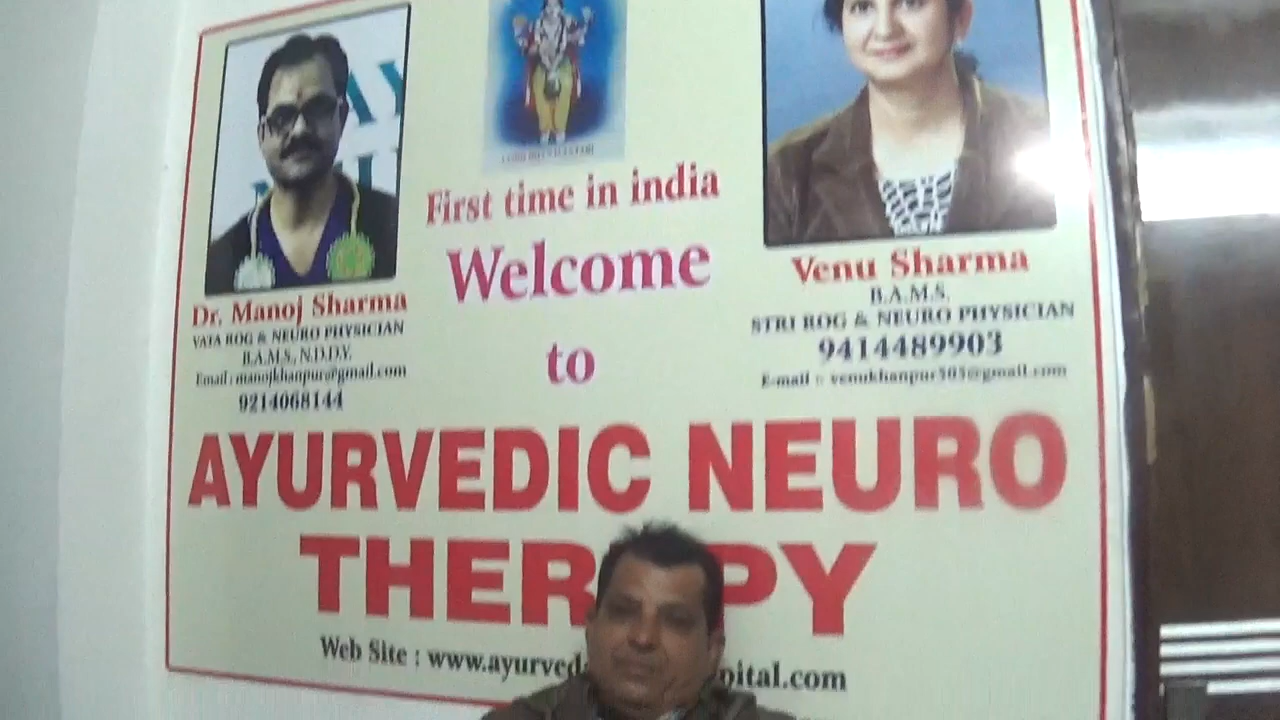 First time in india
Welcome
to
Dr. Manoj Sharma
VATA ROG & NEURO PHYSICIAN
B.A.M.S., N.D.D.Y.
Email : manojkhanpur@gmail.com
9214068144
Venu Sharma
B.A.M.S.
STRI ROG & NEURO PHYSICIAN
9414489903
E-mail : venukhanpur303@gmail.com
AYURVEDIC NEURO
THER PY
Web Site : www.ayurved pital.com